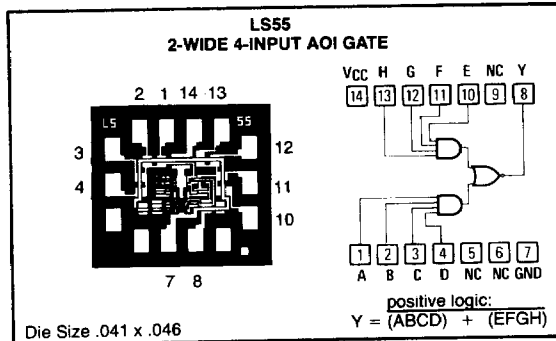 LS55
2-WIDE 4-INPUT AOI GATE
2 1 14 13
LS 55
3
4
12
11
10
7 8
VCC H G F E NC Y
14 13 12 11 10 9 8
1 2 3 4 5 6 7
A B C D NC NC GND
positive logic:
Y = (ABCD) + (EFGH)
Die Size .041 x .046